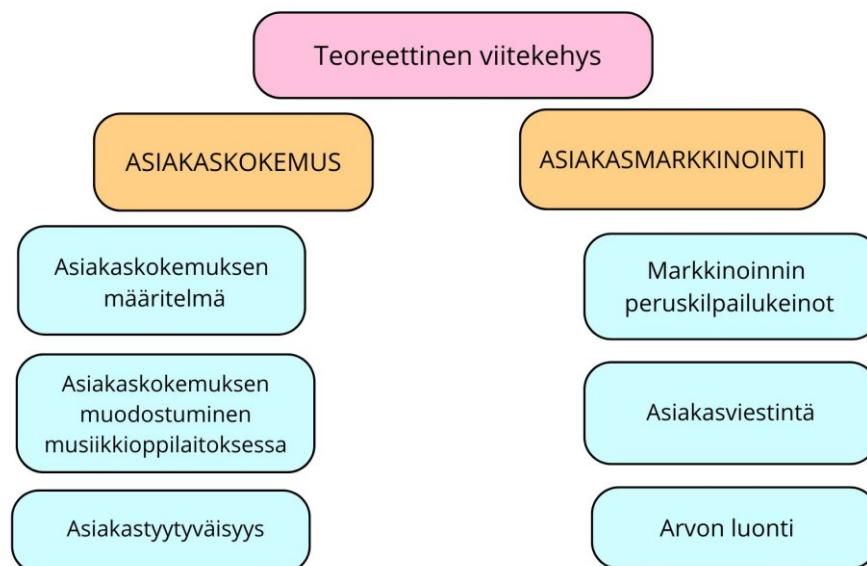 Teoreettinen viitekehys
ASIAKASKOKEMUS
ASIAKASMARKKINOINTI
Asiakaskokemuksen
määritelmä
Markkinoinnin
peruskilpailukeinot
Asiakaskokemuksen
muodostuminen
musiikkioppilaitoksessa
Asiakasviestintä
Asiakastyytyväisyys
Arvon luonti